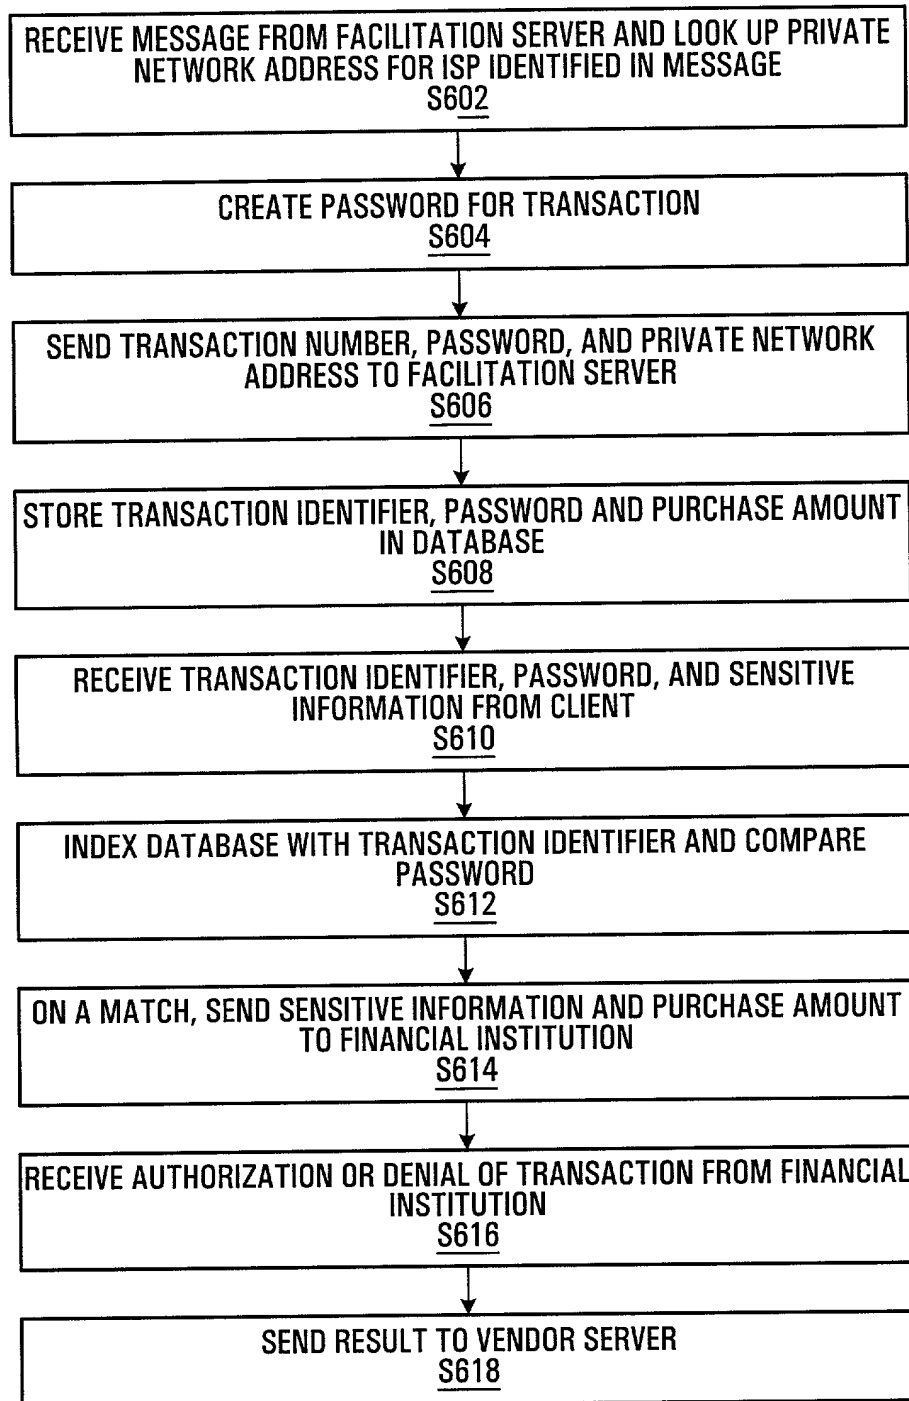 RECEIVE MESSAGE FROM FACILITATION SERVER AND LOOK UP PRIVATE
NETWORK ADDRESS FOR ISP IDENTIFIED IN MESSAGE
S602
CREATE PASSWORD FOR TRANSACTION
S604
SEND TRANSACTION NUMBER, PASSWORD, AND PRIVATE NETWORK
ADDRESS TO FACILITATION SERVER
S606
STORE TRANSACTION IDENTIFIER, PASSWORD AND PURCHASE AMOUNT
IN DATABASE
S608
RECEIVE TRANSACTION IDENTIFIER, PASSWORD, AND SENSITIVE
INFORMATION FROM CLIENT
S610
INDEX DATABASE WITH TRANSACTION IDENTIFIER AND COMPARE
PASSWORD
S612
ON A MATCH, SEND SENSITIVE INFORMATION AND PURCHASE AMOUNT
TO FINANCIAL INSTITUTION
S614
RECEIVE AUTHORIZATION OR DENIAL OF TRANSACTION FROM FINANCIAL
INSTITUTION
S616
SEND RESULT TO VENDOR SERVER
S618